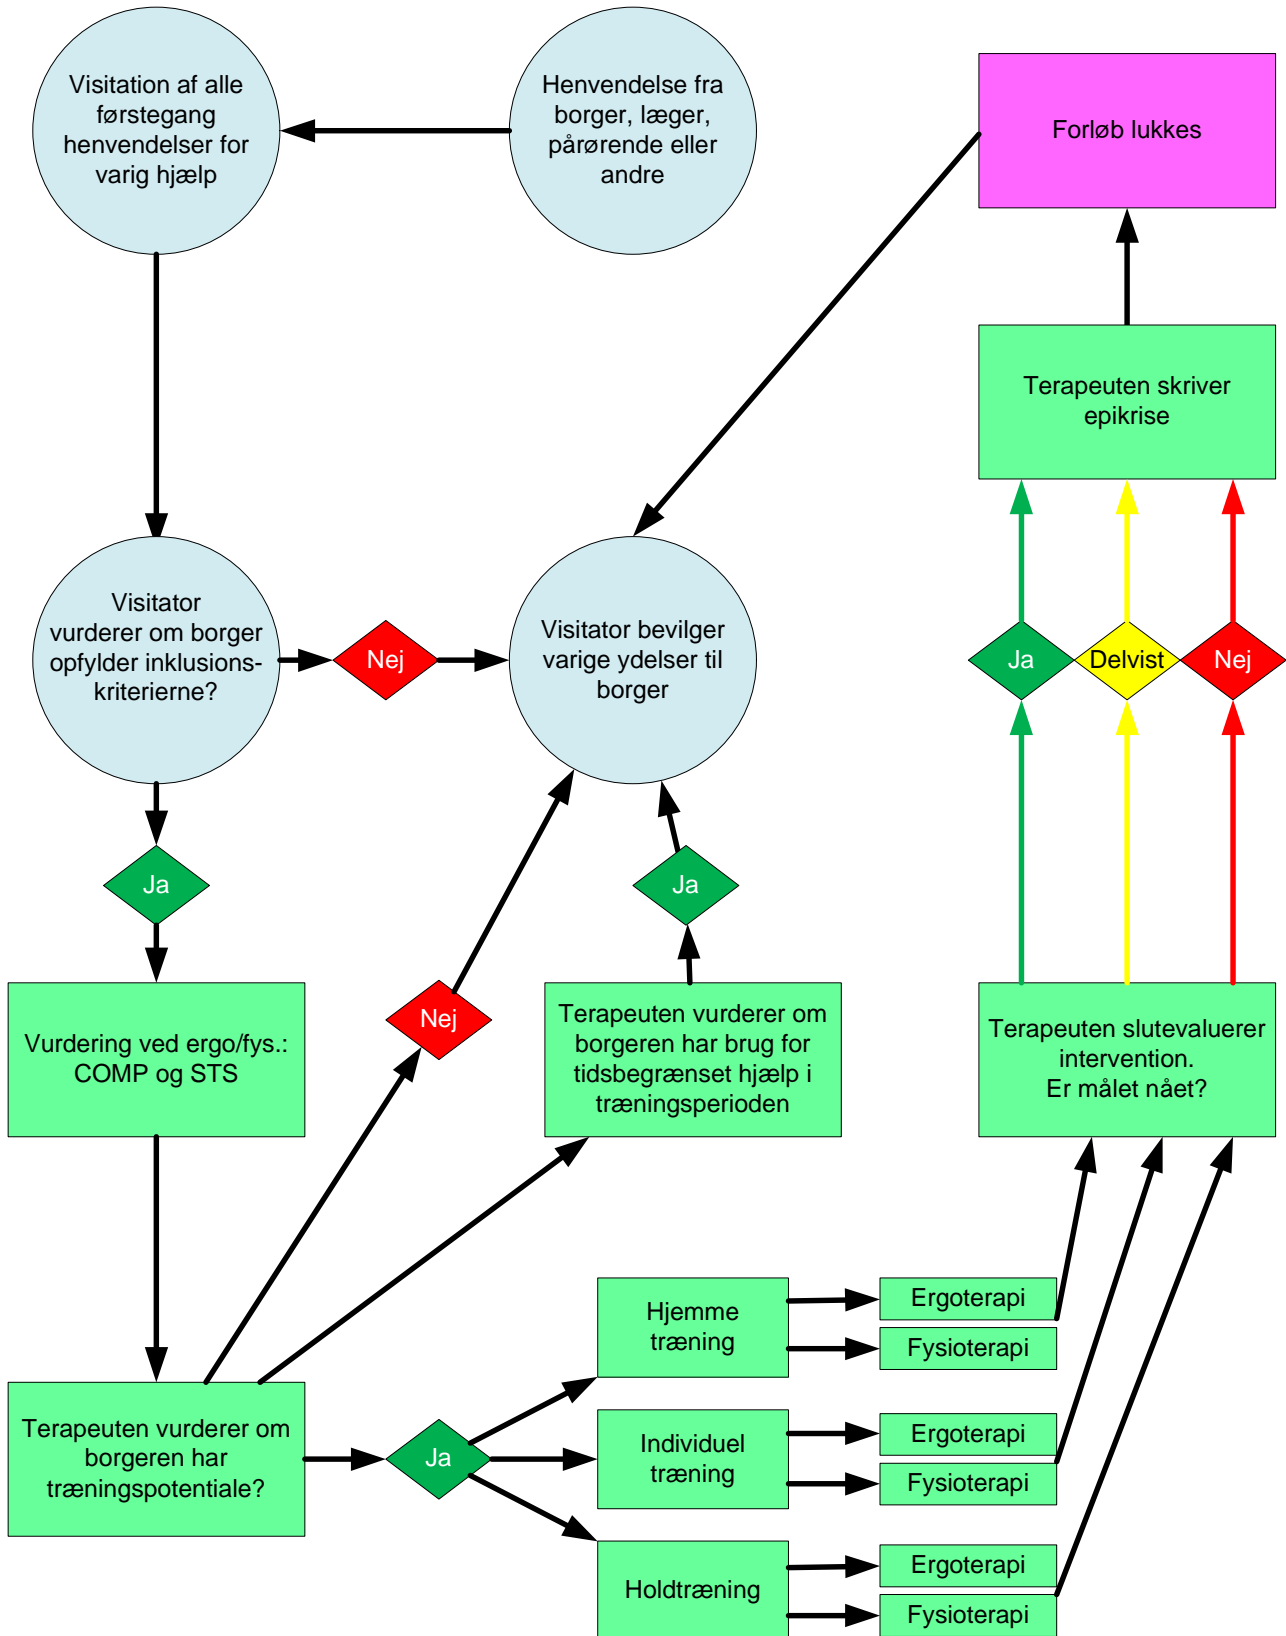 Visitation af alle
førstegang
henvendelser for
varig hjælp
Henvendelse fra
borger, læger,
pårørende eller
andre
Forløb lukkes
Terapeuten skriver
epikrise
Visitator
vurderer om borger
opfylder inklusions-
kriterierne?
Nej
Visitator bevilger
varige ydelser til
borger
Ja
Delvist
Nej
Ja
Ja
Vurdering ved ergo/fys.:
COMP og STS
Nej
Terapeuten vurderer om
borgeren har brug for
tidsbegrænset hjælp i
træningsperioden
Terapeuten slutevaluerer
intervention.
Er målet nået?
Terapeuten vurderer om
borgeren har
træningspotentiale?
Ja
Hjemme
træning
Ergoterapi
Fysioterapi
Individuel
træning
Ergoterapi
Fysioterapi
Holdtræning
Ergoterapi
Fysioterapi